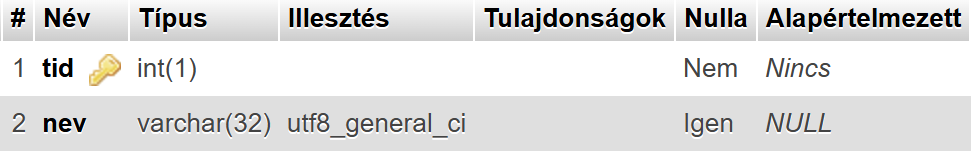 # Név Típus Illesztés Tulajdonságok Nulla Alapértelmezett
1 tid int(1) Nem Nincs
2 nev varchar(32) utf8_general_ci Igen NULL